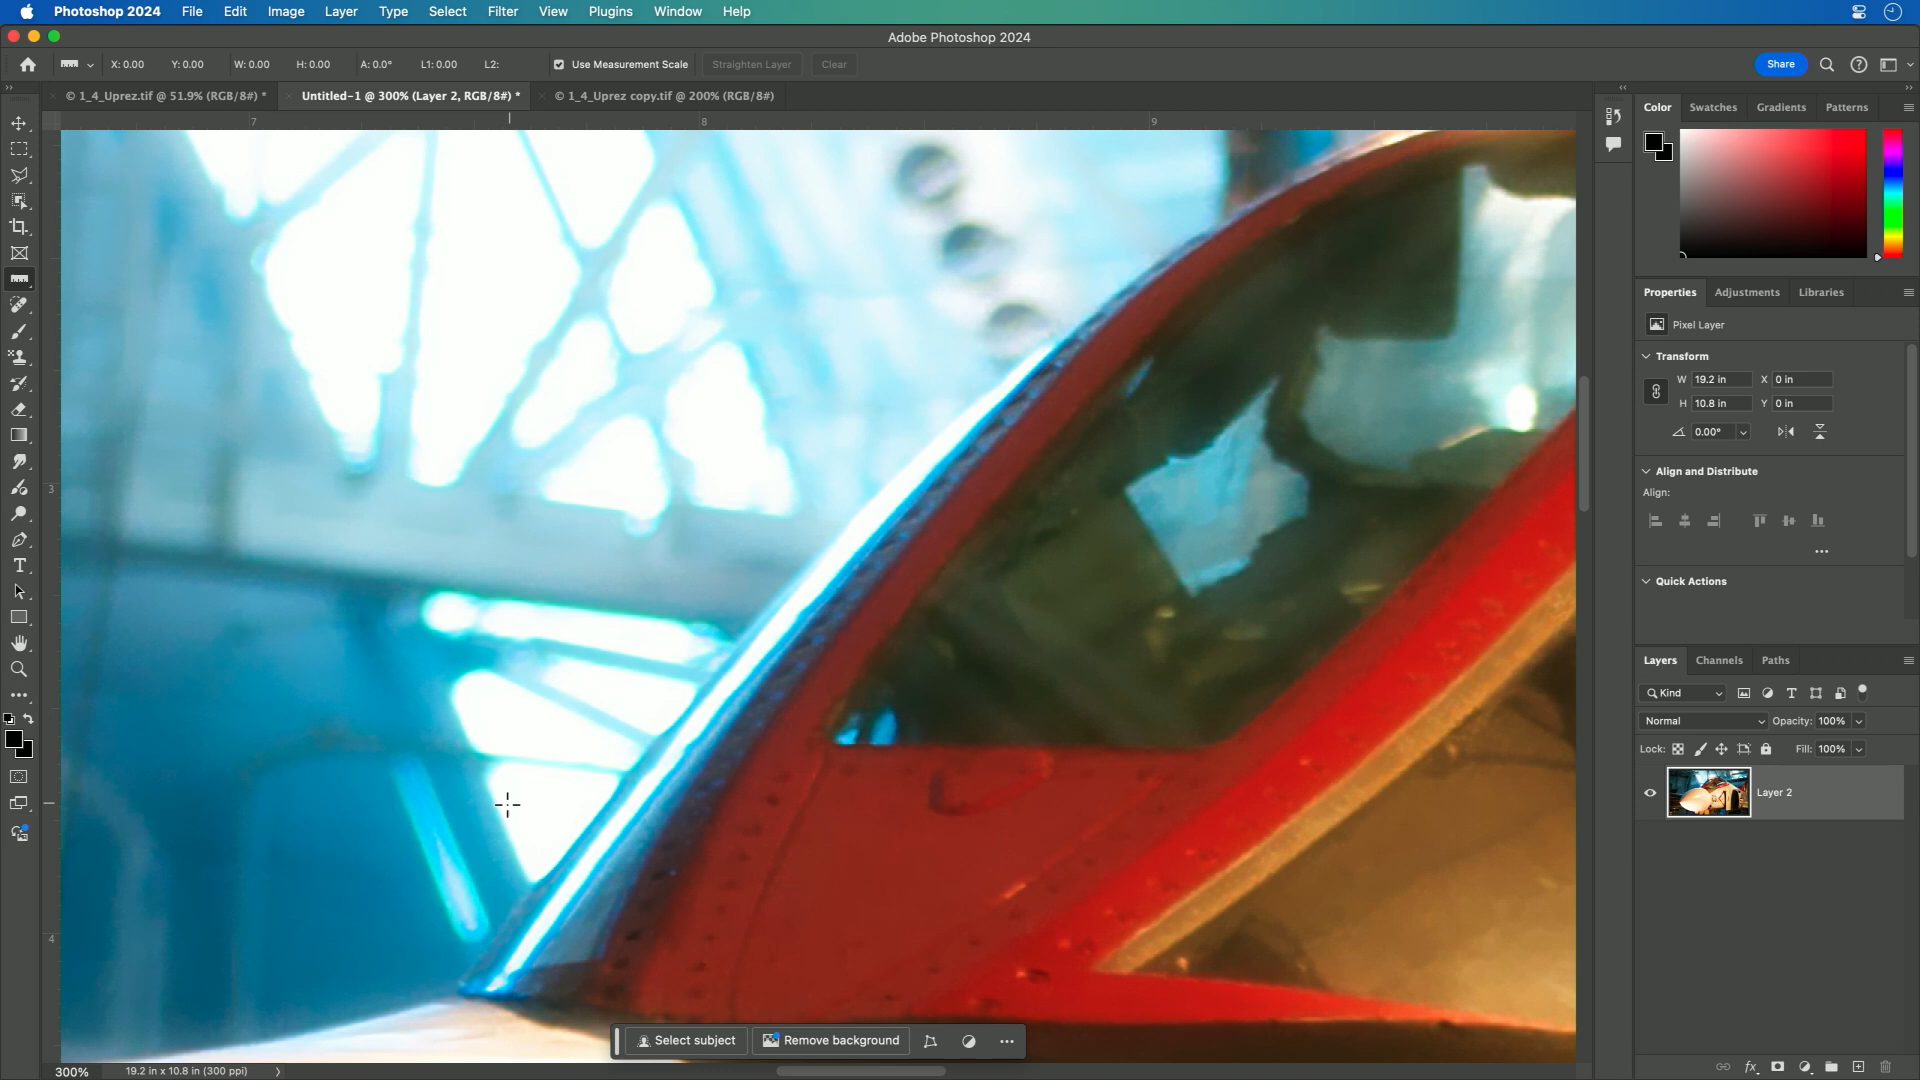 Photoshop 2024 File Edit Image Layer Type Select Filter View Plugins Window Help
Adobe Photoshop 2024
X: 0.00 Y: 0.00 W: 0.00 H: 0.00 A: 0.0° L1: 0.00 L2: Use Measurement Scale Straighten Layer Clear Share
© 1_4_Uprez.tif @ 51.9% (RGB/8#) * Untitled-1 @ 300% (Layer 2, RGB/8#) * © 1_4_Uprez copy.tif @ 200% (RGB/8#)
7 8 9
3
4
Color Swatches Gradients Patterns
Properties Adjustments Libraries
Pixel Layer
Transform
W 19.2 in X 0 in
H 10.8 in Y 0 in
0.00°
Align and Distribute
Align:
Quick Actions
Layers Channels Paths
Kind
Normal Opacity: 100%
Lock: Fill: 100%
Layer 2
Select subject Remove background
300% 19.2 in x 10.8 in (300 ppi)